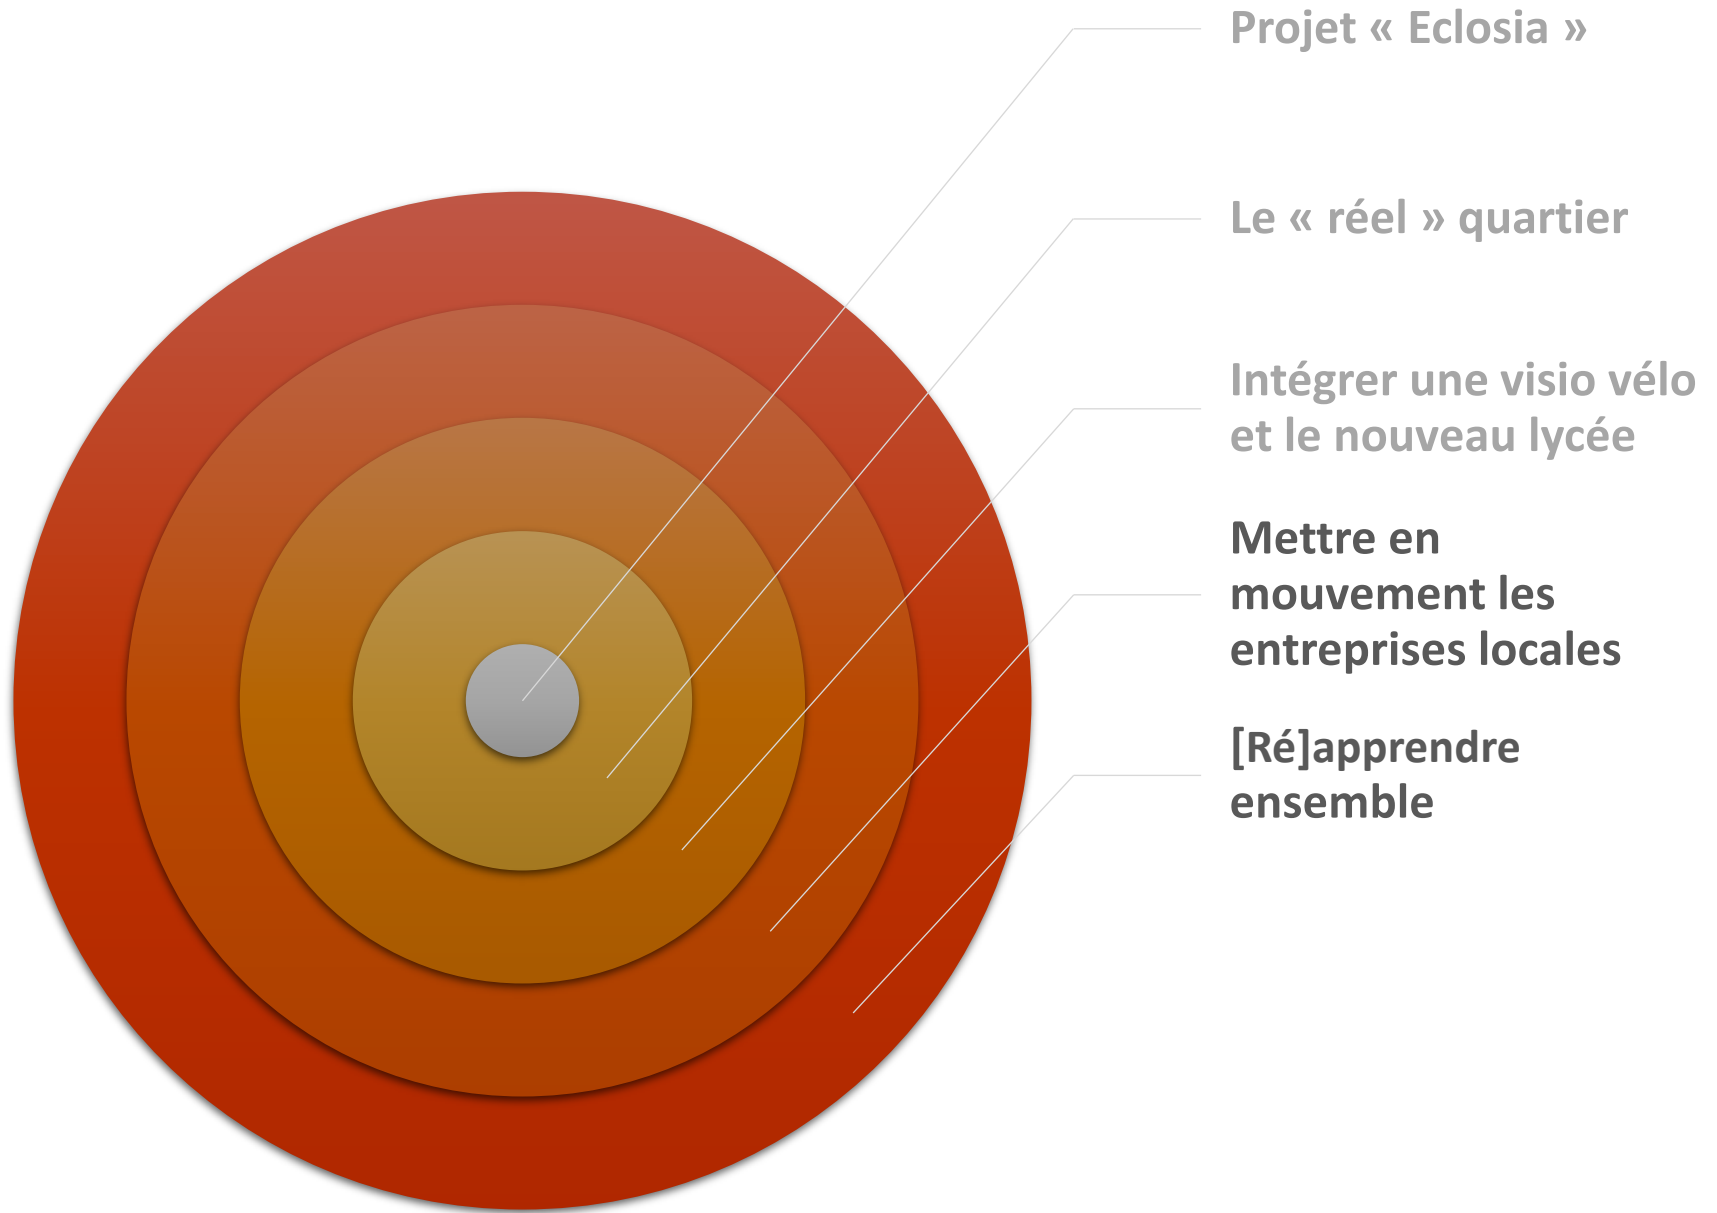 Projet « Eclosia »
Le « réel » quartier
Intégrer une visio vélo
et le nouveau lycée
Mettre en
mouvement les
entreprises locales
[Ré]apprendre
ensemble